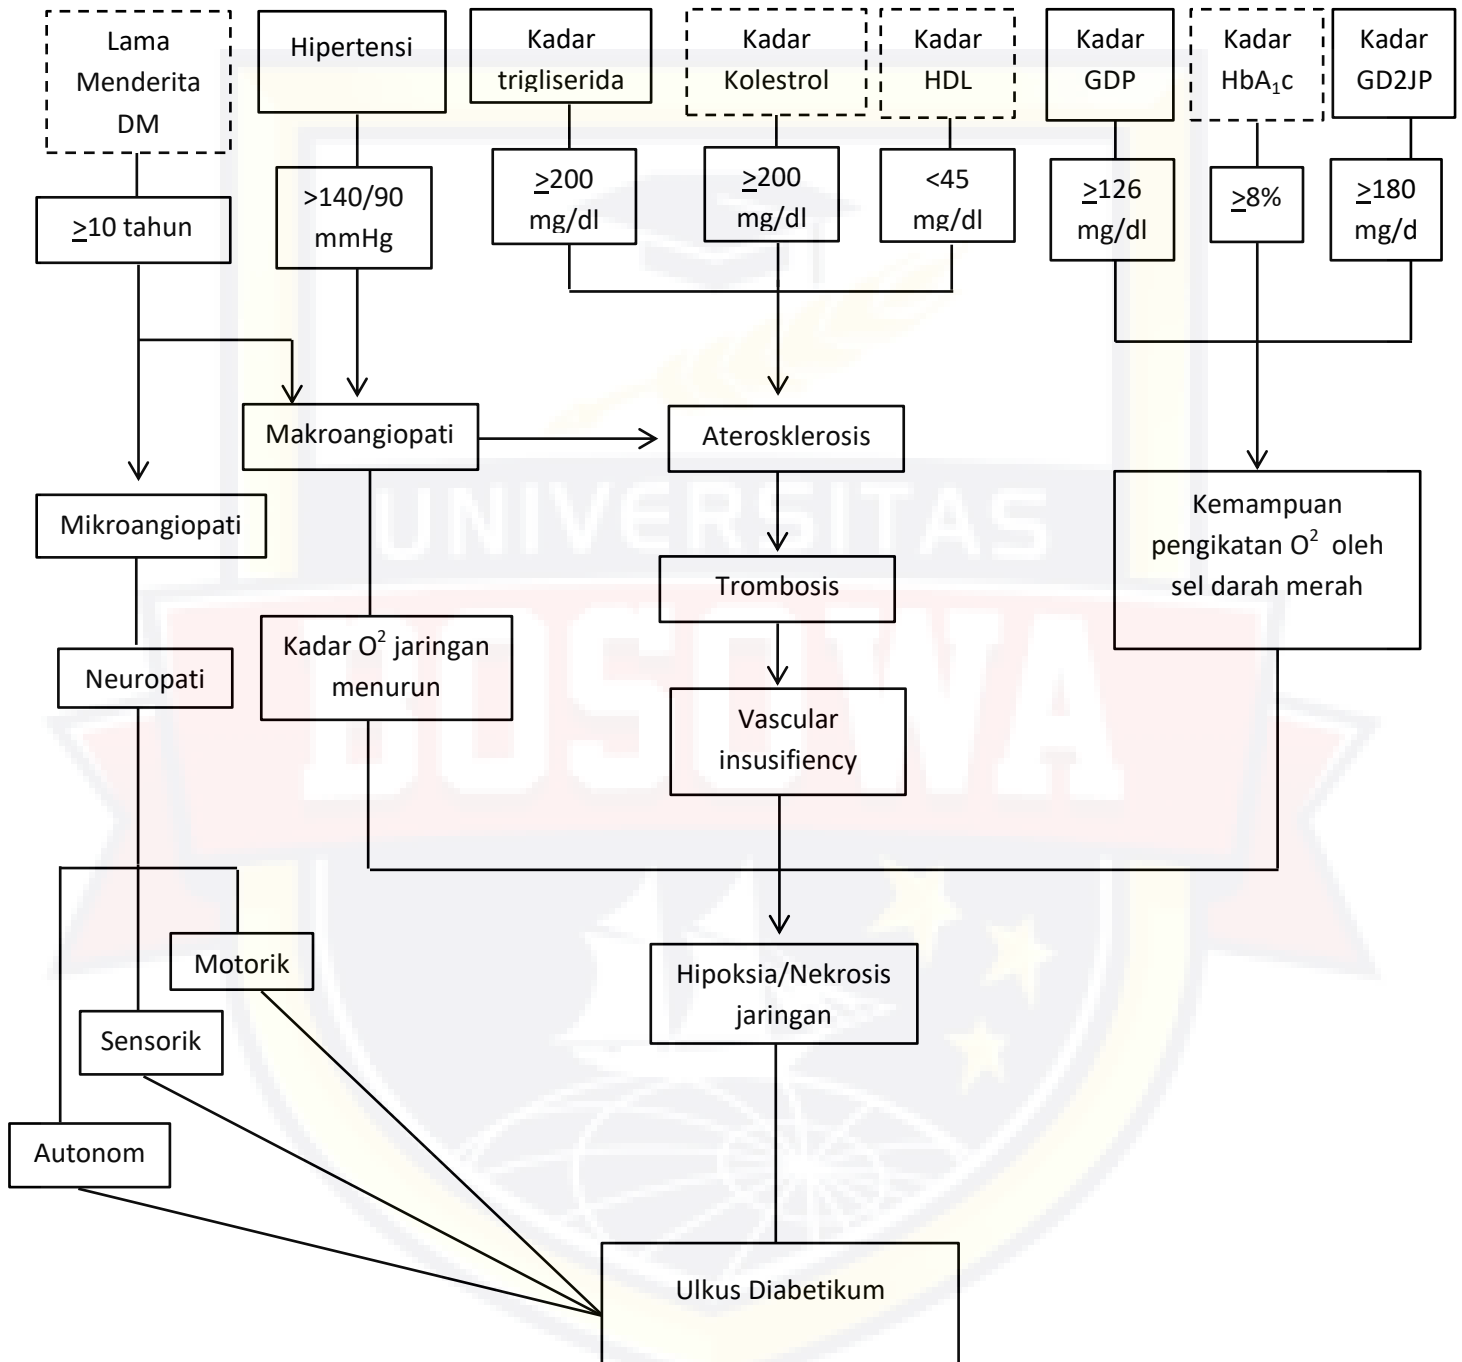 Lama
Menderita
DM
Hipertensi
Kadar
trigliserida
Kadar
Kolestrol
Kadar
HDL
Kadar
GDP
Kadar
HbA₁c
Kadar
GD2JP
≥10 tahun
>140/90
mmHg
≥200
mg/dl
≥200
mg/dl
<45
mg/dl
≥126
mg/dl
≥8%
≥180
mg/d
Makroangiopati
Aterosklerosis
Mikroangiopati
Kemampuan
pengikatan O² oleh
sel darah merah
UNIVERSITAS
BOSOWA
Trombosis
Kadar O² jaringan
menurun
Neuropati
Vascular
insusifiency
Motorik
Hipoksia/Nekrosis
jaringan
Sensorik
Autonom
Ulkus Diabetikum